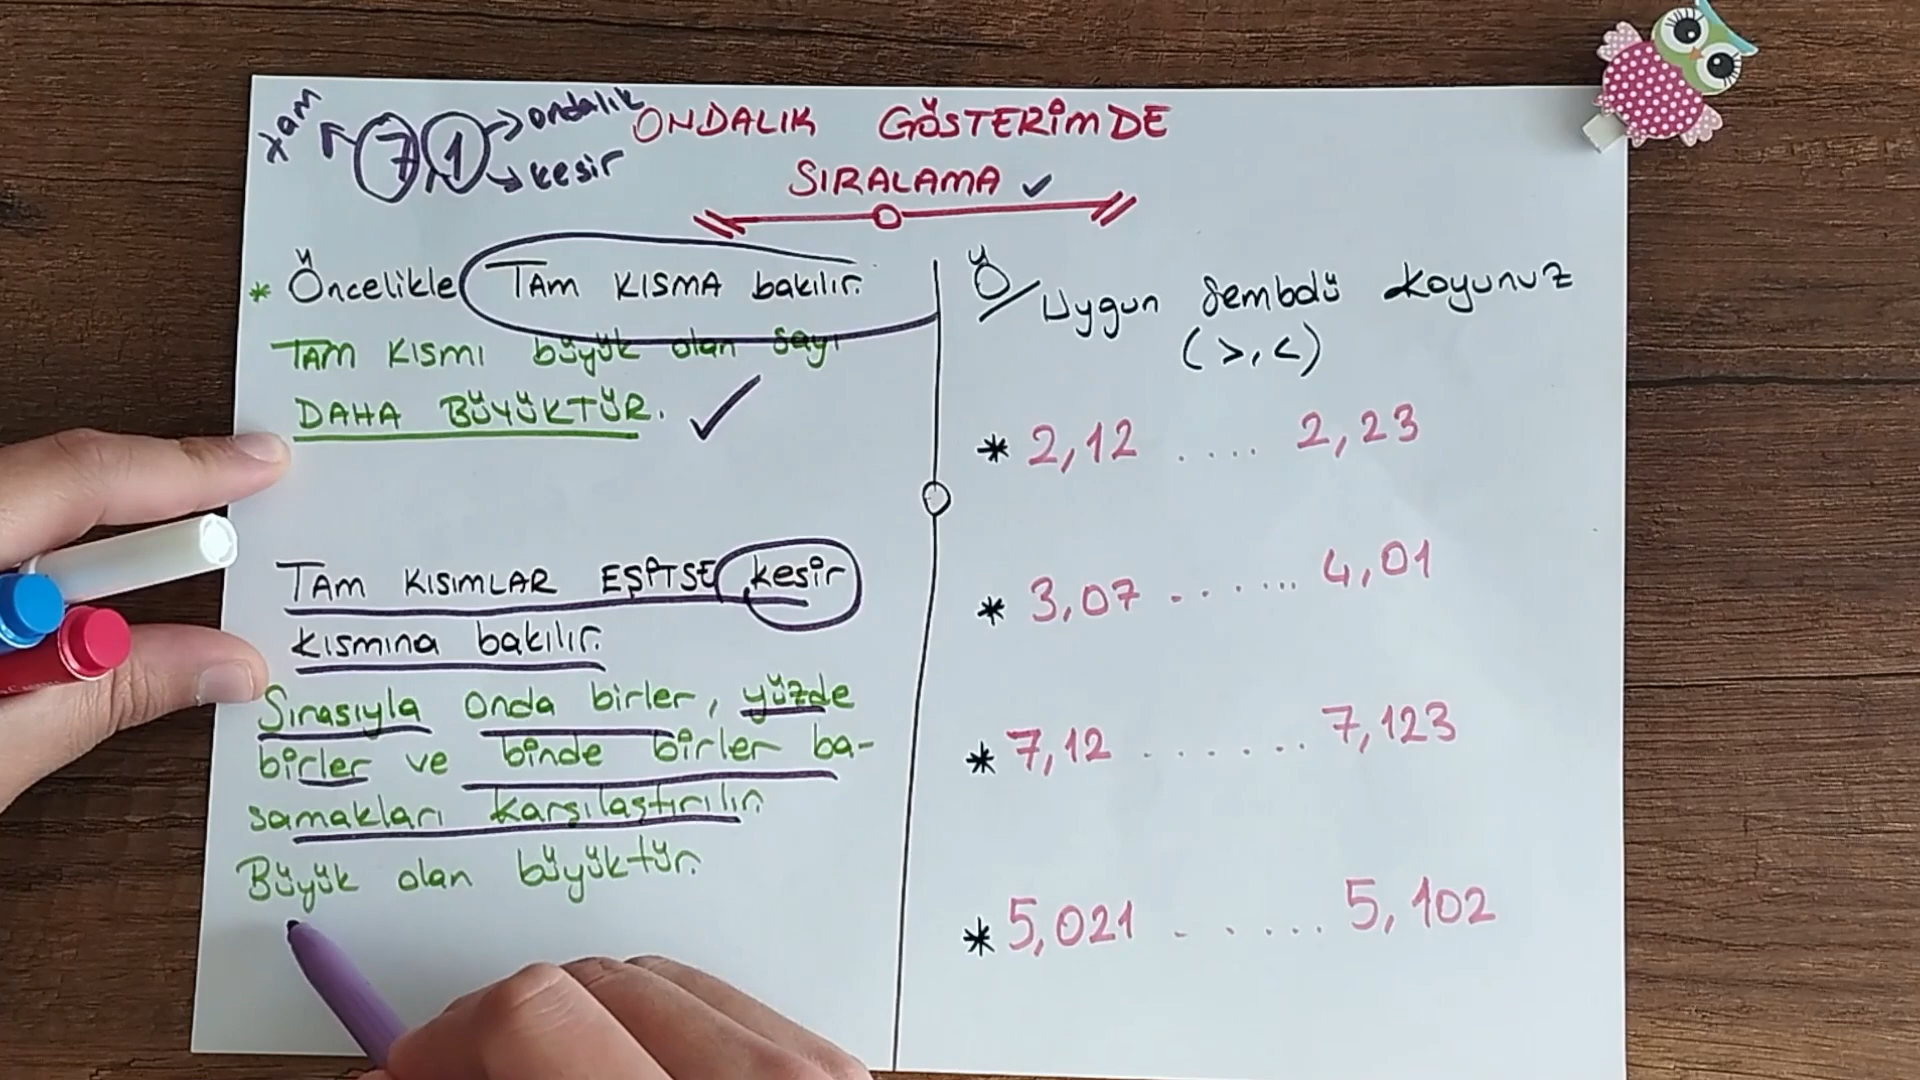 tam 7,1 ondalık
kesir
ONDALIK GÖSTERİMDE
SIRALAMA
* Öncelikle TAM KISMA bakılır.
TAM KISMI büyük olan sayı
DAHA BÜYÜKTÜR.
TAM KISIMLAR EŞİTSE kesir
kısmına bakılır.
Sırasıyla onda birler, yüzde
birler ve binde birler ba-
samakları karşılaştırılır.
Büyük olan büyüktür.
Ö/ Uygun Sembolü Koyunuz
(>,<)
* 2,12 .... 2,23
* 3,07 ....... 4,01
* 7,12 ....... 7,123
* 5,021 ...... 5,102